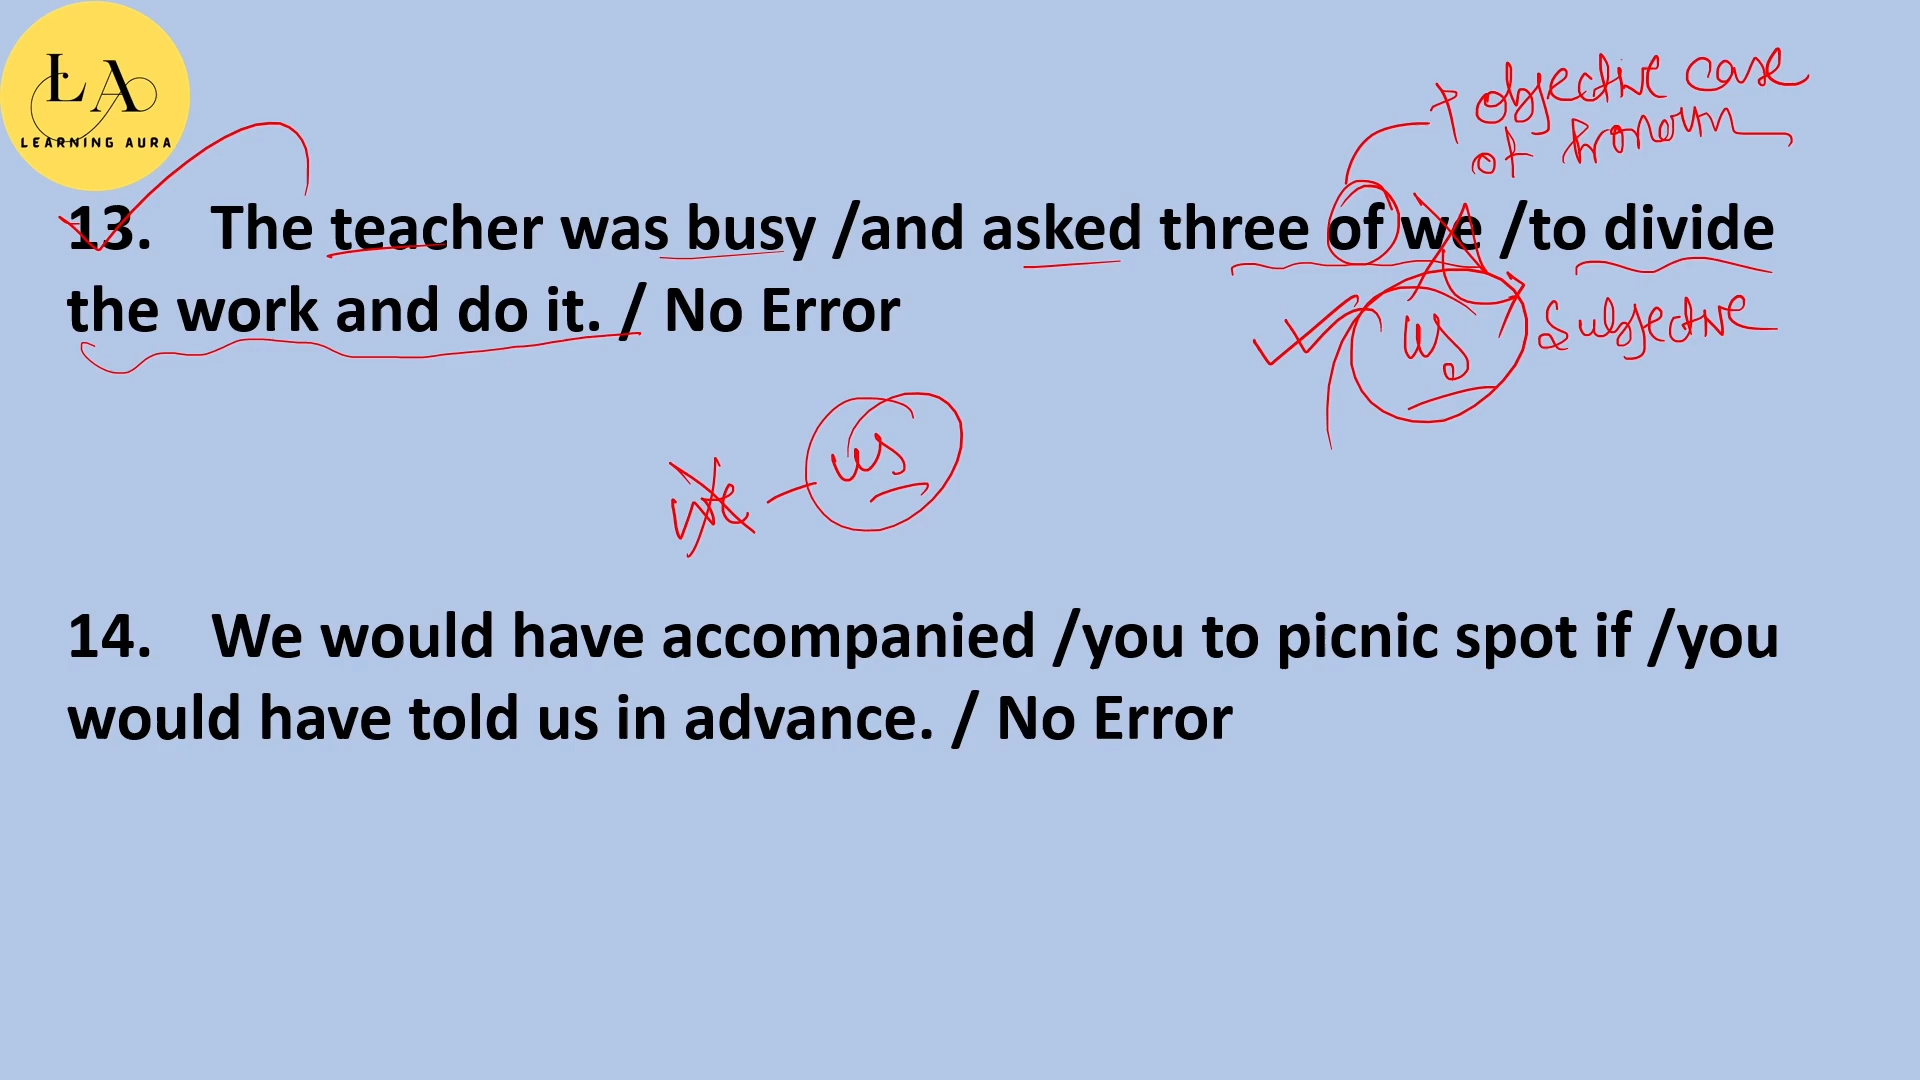 LA
LEARNING AURA
objective case
of pronoun
13. The teacher was busy /and asked three of we /to divide
the work and do it. / No Error
us
Subjective
we - us
14. We would have accompanied /you to picnic spot if /you
would have told us in advance. / No Error